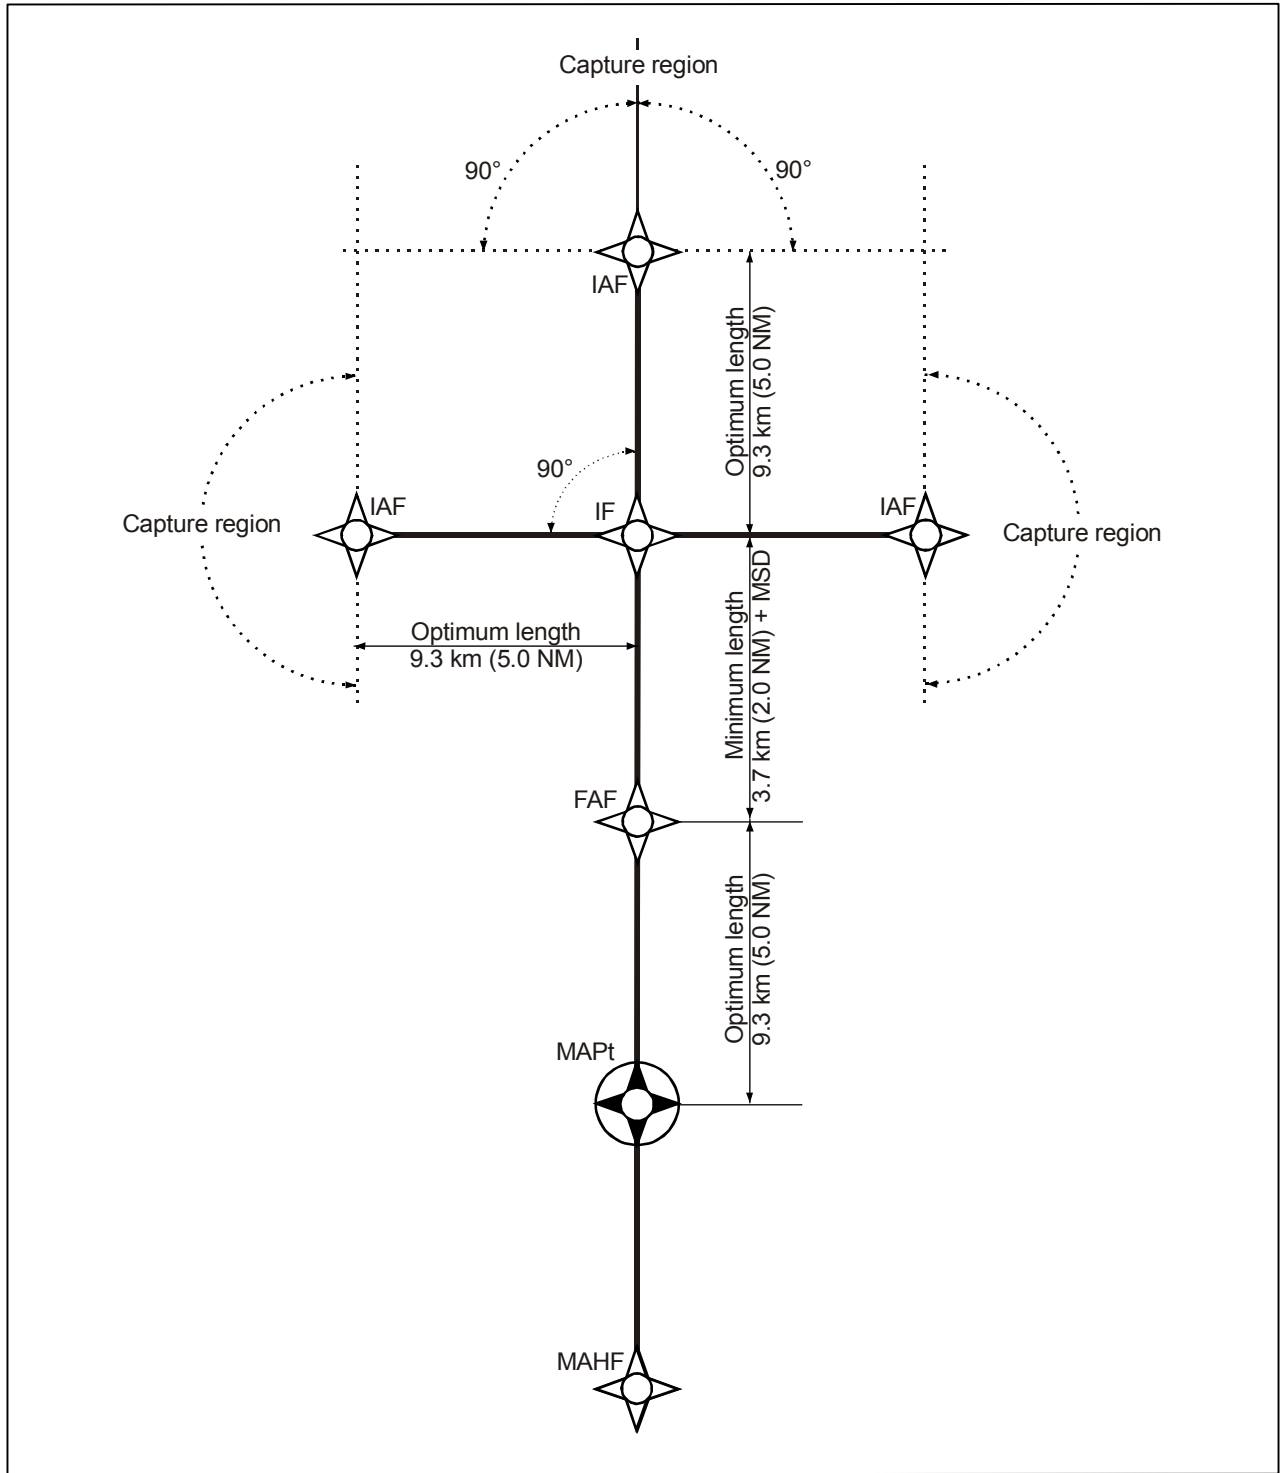 Capture region
90°
90°
IAF
Optimum length
9.3 km (5.0 NM)
90°
IAF
IF
IAF
Capture region
Capture region
Optimum length
9.3 km (5.0 NM)
Minimum length
3.7 km (2.0 NM) + MSD
FAF
Optimum length
9.3 km (5.0 NM)
MAPt
MAHF